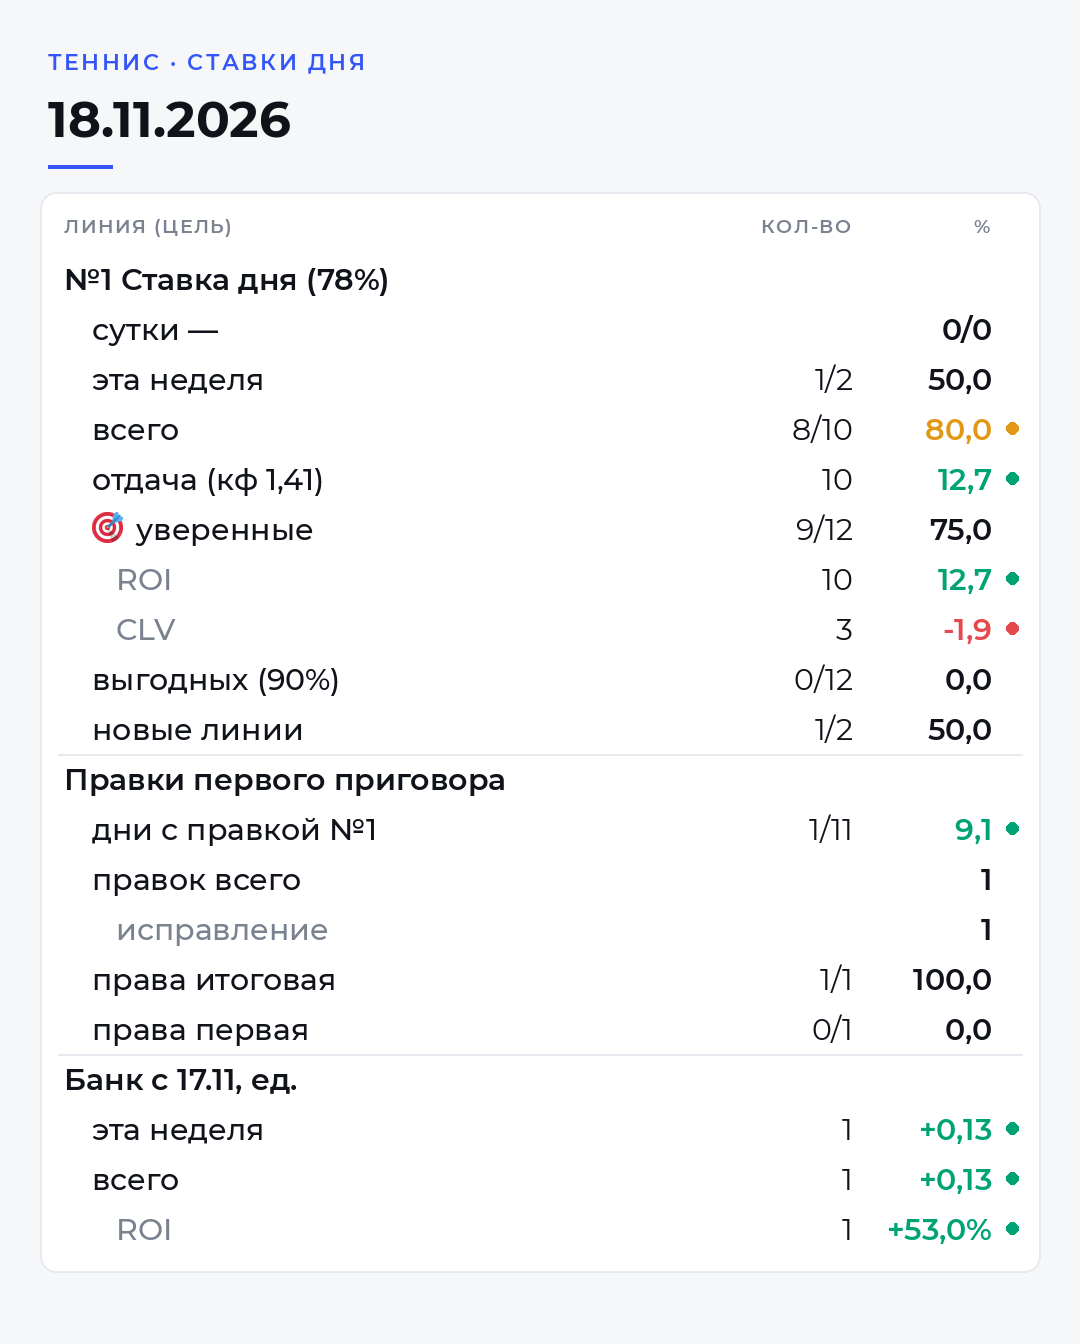 ТЕННИС · СТАВКИ ДНЯ
18.11.2026
ЛИНИЯ (ЦЕЛЬ) КОЛ-ВО %
№1 Ставка дня (78%)
сутки — 0/0
эта неделя 1/2 50,0
всего 8/10 80,0
отдача (кф 1,41) 10 12,7
🎯 уверенные 9/12 75,0
ROI 10 12,7
CLV 3 -1,9
выгодных (90%) 0/12 0,0
новые линии 1/2 50,0
Правки первого приговора
дни с правкой №1 1/11 9,1
правок всего 1
исправление 1
права итоговая 1/1 100,0
права первая 0/1 0,0
Банк с 17.11, ед.
эта неделя 1 +0,13
всего 1 +0,13
ROI 1 +53,0%